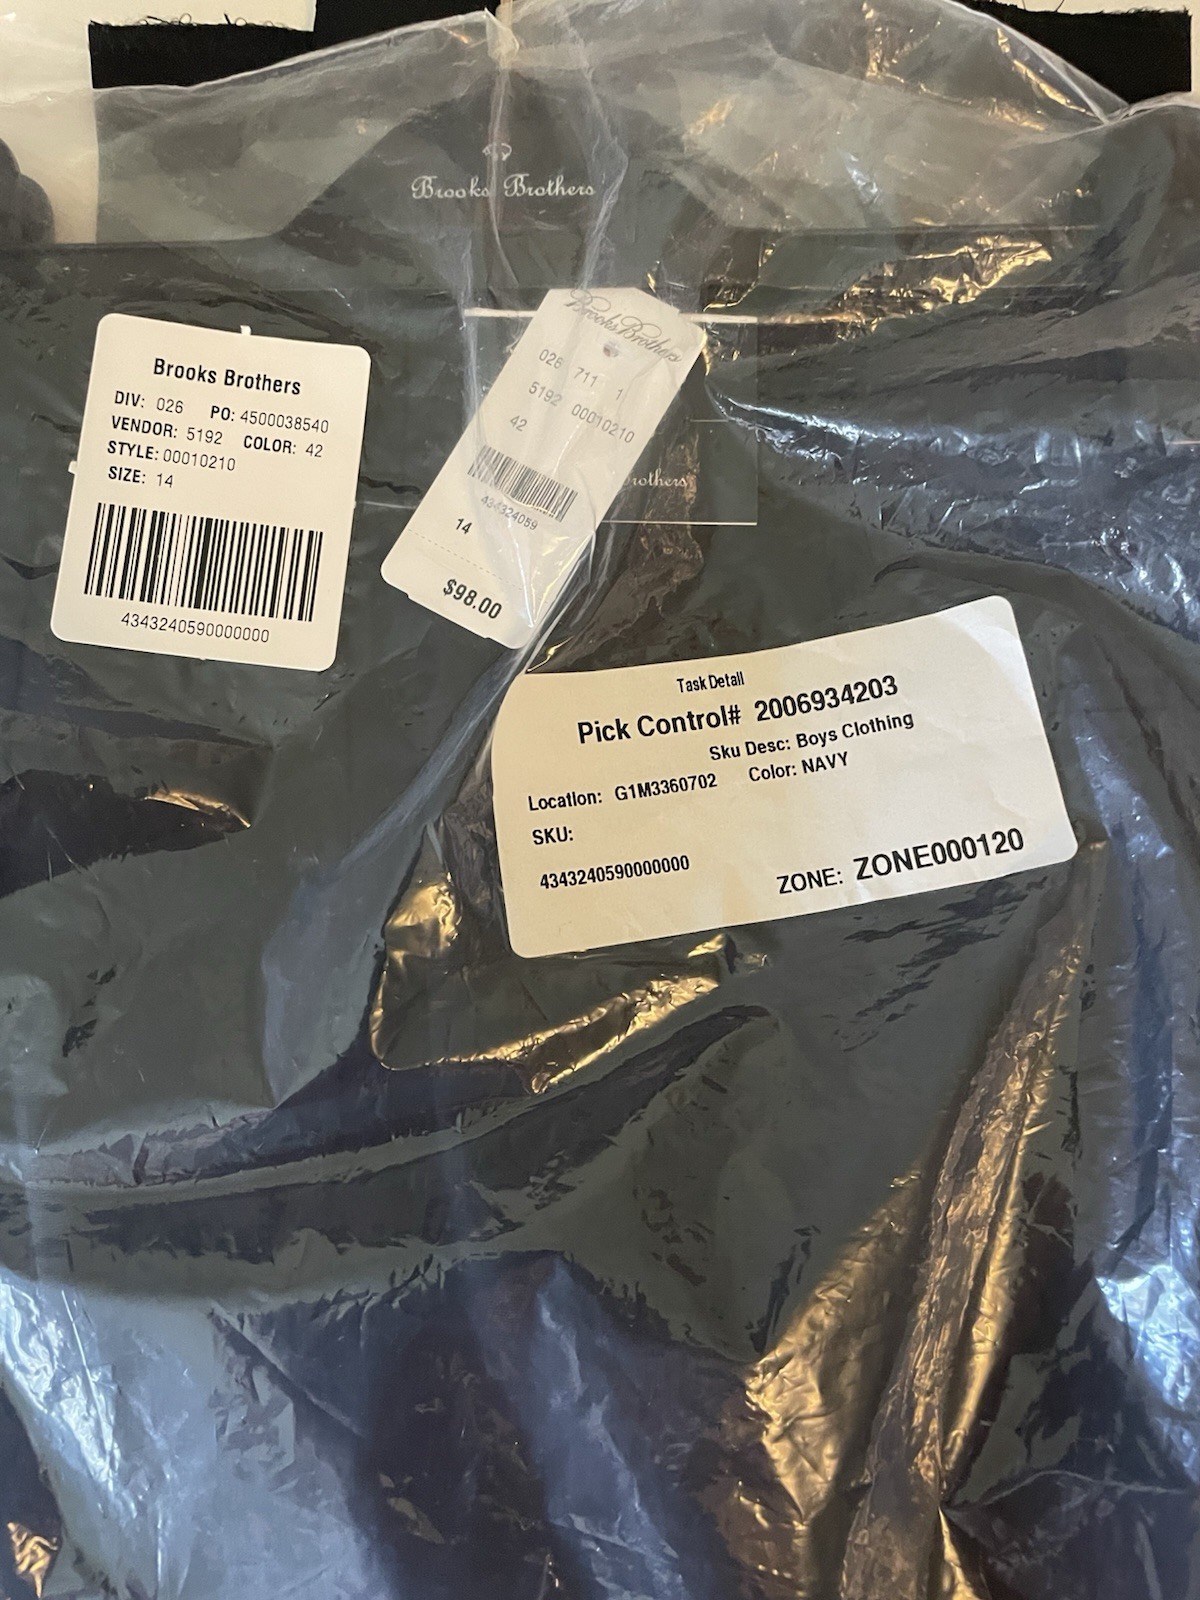 Brooks Brothers
Brooks Brothers
DIV: 026 PO: 4500038540
VENDOR: 5192 COLOR: 42
STYLE: 00010210
SIZE: 14
4343240590000000
Brooks Brothers
026 711 1
5192 00010210
42
434324059
14
$98.00
rothers
Task Detail
Pick Control# 2006934203
Sku Desc: Boys Clothing
Location: G1M3360702 Color: NAVY
SKU:
4343240590000000 ZONE: ZONE000120